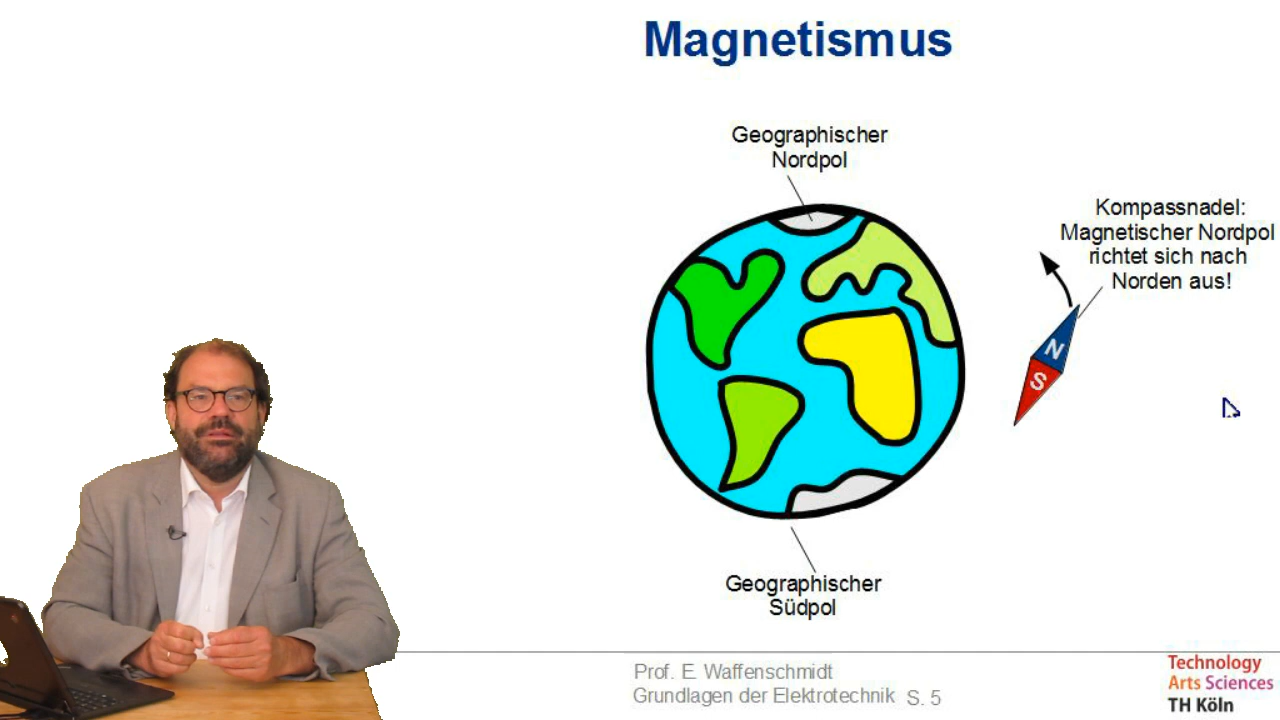 Magnetismus
Geographischer
Nordpol
Kompassnadel:
Magnetischer Nordpol
richtet sich nach
Norden aus!
N
S
Geographischer
Südpol
Prof. E. Waffenschmidt
Grundlagen der Elektrotechnik S. 5
Technology
Arts Sciences
TH Köln